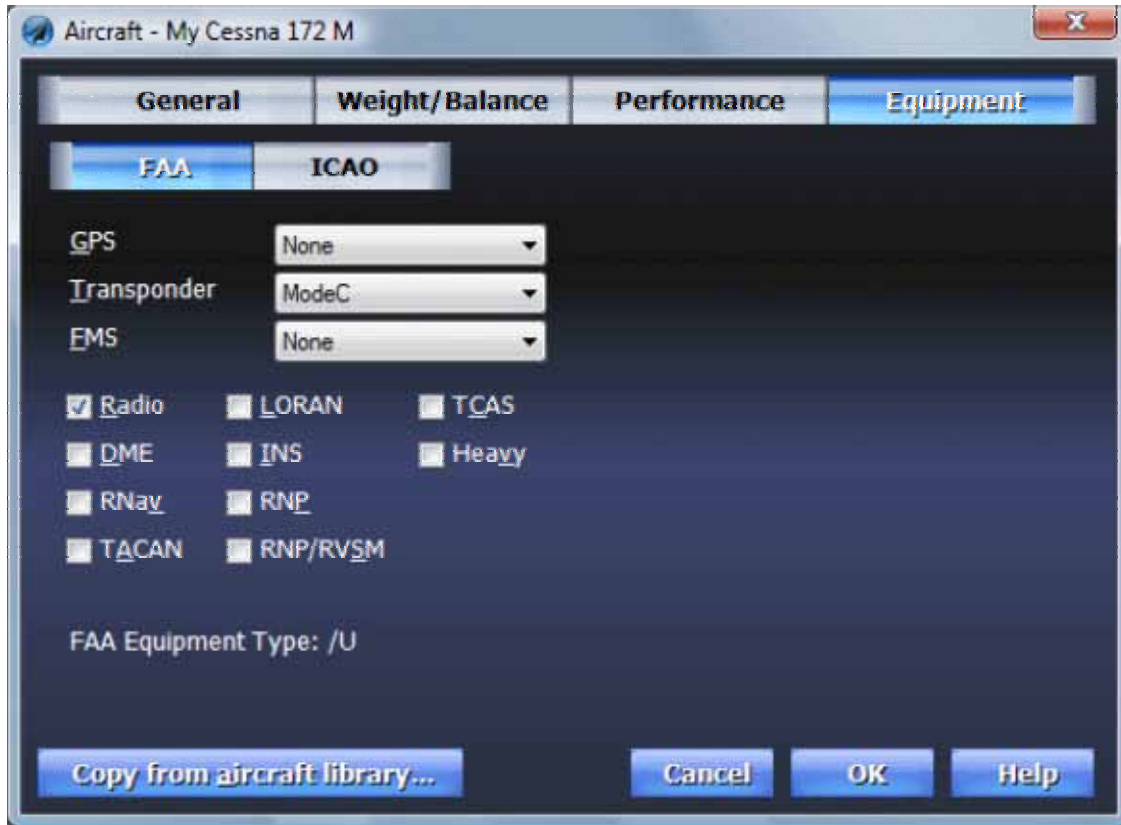 Aircraft - My Cessna 172 M
General Weight/Balance Performance Equipment
FAA ICAO
GPS None
Transponder ModeC
FMS None
Radio LORAN TCAS
DME INS Heavy
RNav RNP
TACAN RNP/RVSM
FAA Equipment Type: /U
Copy from aircraft library... Cancel OK Help